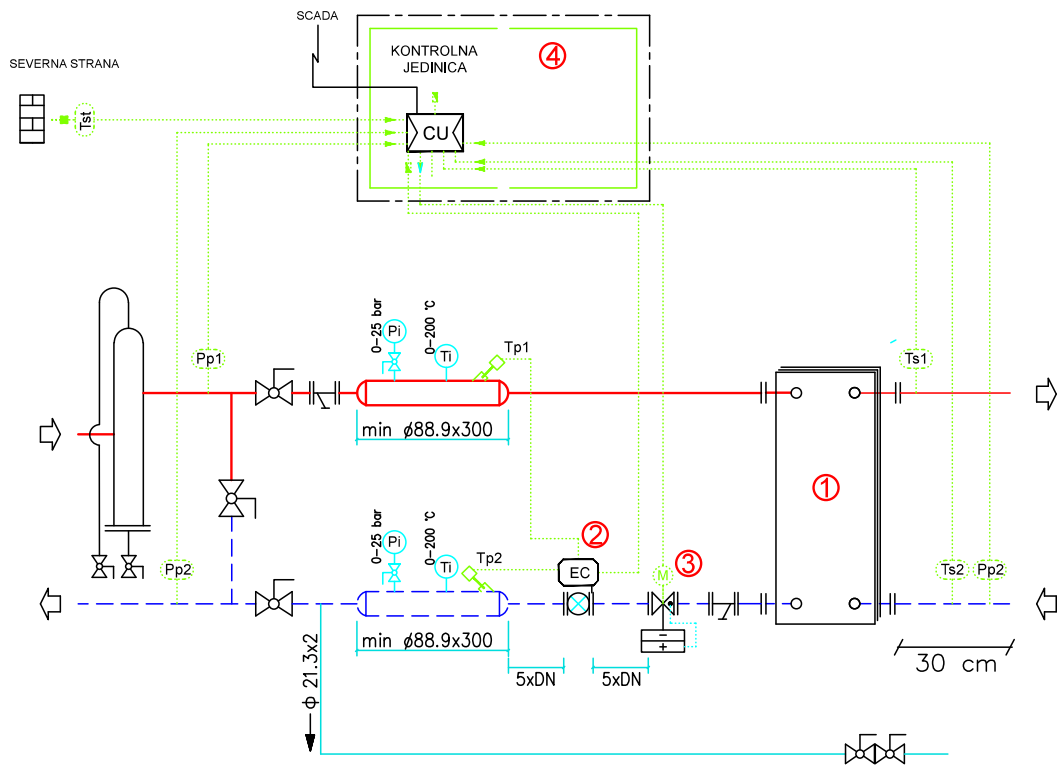 SCADA
SEVERNA STRANA
KONTROLNA
JEDINICA
④
Tst
CU
0-25 bar
Pi
0-200 °C
Ti
Tp1
Pp1
Ts1
min ϕ88.9x300
①
0-25 bar
Pi
0-200 °C
Ti
Tp2
②
EC
③
M
Pp2
Ts2
Pp2
min ϕ88.9x300
−
+
5xDN
5xDN
30 cm
ϕ 21.3x2